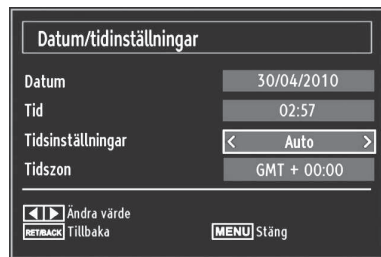 Datum/tidinställningar
Datum 30/04/2010
Tid 02:57
Tidsinställningar < Auto >
Tidszon GMT + 00:00
Ändra värde
RET/BACK Tillbaka MENU Stäng